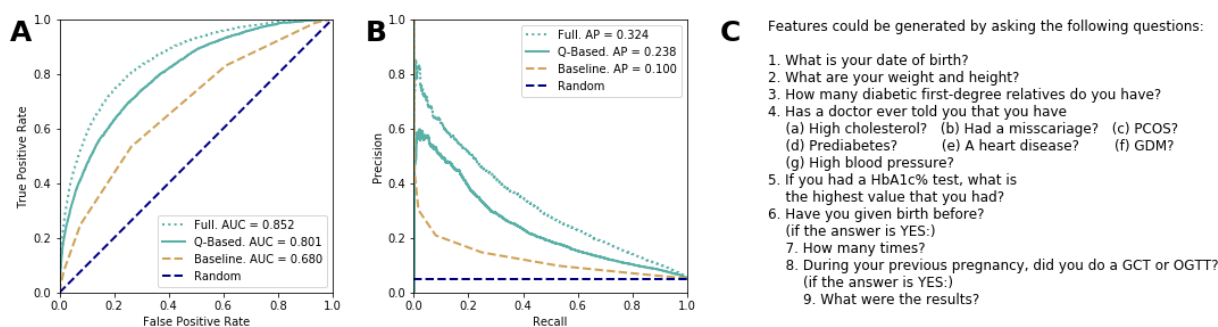 A
1.0
0.8
0.6
0.4
0.2
0.0
True Positive Rate
Full. AUC = 0.852
Q-Based. AUC = 0.801
Baseline. AUC = 0.680
Random
0.0 0.2 0.4 0.6 0.8 1.0
False Positive Rate
B
1.0
0.8
0.6
0.4
0.2
0.0
Precision
Full. AP = 0.324
Q-Based. AP = 0.238
Baseline. AP = 0.100
Random
0.0 0.2 0.4 0.6 0.8 1.0
Recall
C
Features could be generated by asking the following questions:
1. What is your date of birth?
2. What are your weight and height?
3. How many diabetic first-degree relatives do you have?
4. Has a doctor ever told you that you have
(a) High cholesterol? (b) Had a misscariage? (c) PCOS?
(d) Prediabetes? (e) A heart disease? (f) GDM?
(g) High blood pressure?
5. If you had a HbA1c% test, what is
the highest value that you had?
6. Have you given birth before?
(if the answer is YES:)
7. How many times?
8. During your previous pregnancy, did you do a GCT or OGTT?
(if the answer is YES:)
9. What were the results?